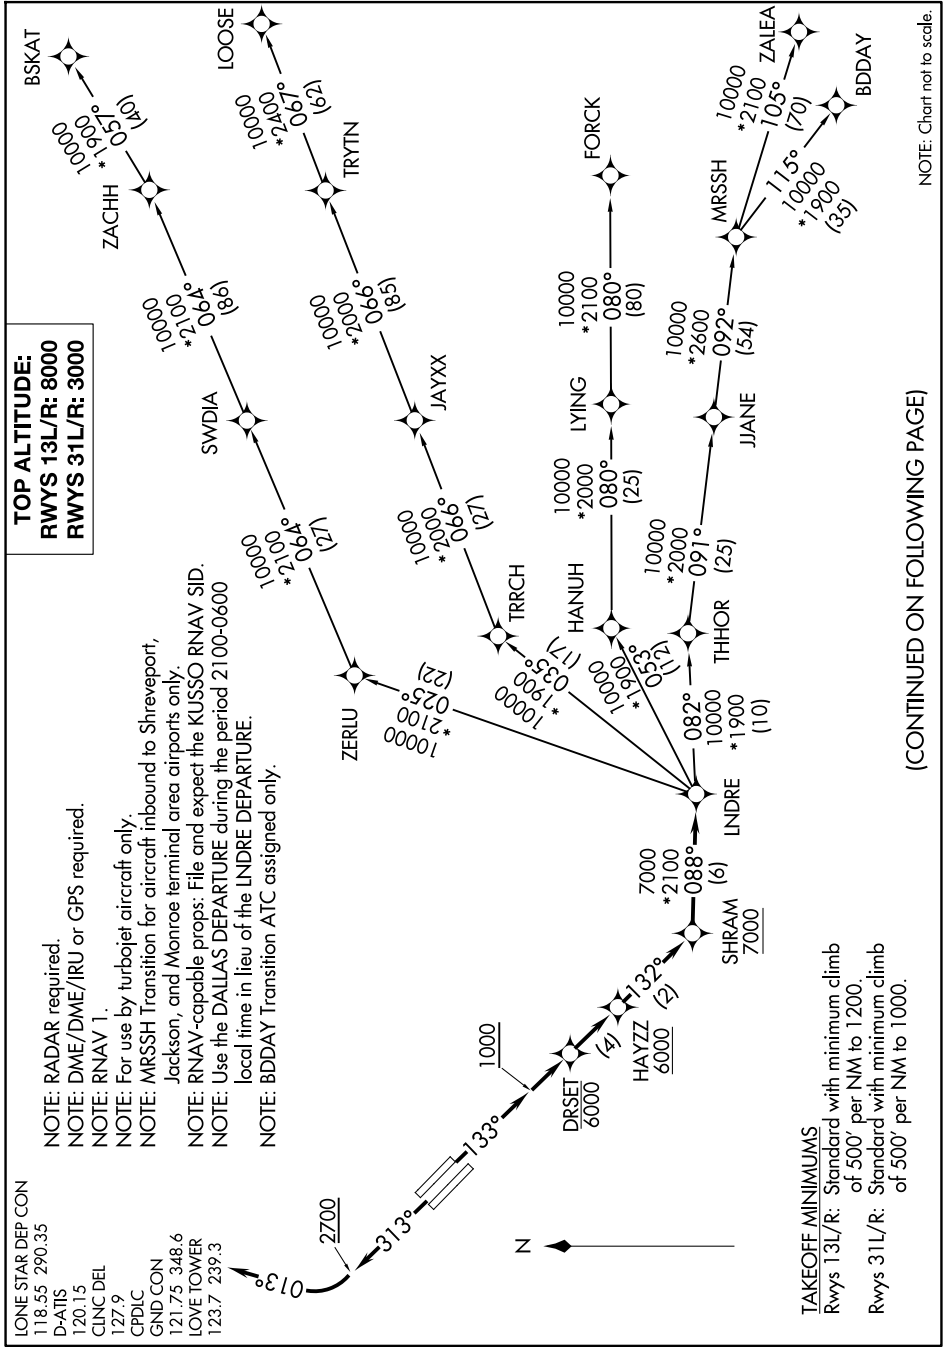 LONE STAR DEP CON
118.55 290.35
D-ATIS
120.15
CLNC DEL
127.9
CPDLC
GND CON
121.75 348.6
LOVE TOWER
123.7 239.3
NOTE: RADAR required.
NOTE: DME/DME/IRU or GPS required.
NOTE: RNAV 1.
NOTE: For use by turbojet aircraft only.
NOTE: MRSSH Transition for aircraft inbound to Shreveport,
Jackson, and Monroe terminal area airports only.
NOTE: RNAV-capable props: File and expect the KUSSO RNAV SID.
NOTE: Use the DALLAS DEPARTURE during the period 2100-0600
local time in lieu of the LNDRE DEPARTURE.
NOTE: BDDAY Transition ATC assigned only.
TOP ALTITUDE:
RWYS 13L/R: 8000
RWYS 31L/R: 3000
013°
2700
313°
133°
1000
DRSET
6000
(4)
HAYZZ
6000
132°
(2)
SHRAM
7000
7000
*2100
088°
(6)
LNDRE
10000
*2100
025°
(22)
ZERLU
10000
*2100
064°
(27)
SWDIA
10000
*2100
064°
(86)
ZACHH
10000
*1900
057°
(40)
BSKAT
10000
*1900
035°
(17)
TRRCH
10000
*2000
066°
(27)
JAYXX
10000
*2000
066°
(85)
TRYTN
10000
*2400
067°
(62)
LOOSE
10000
*1900
053°
(12)
HANUH
10000
*2000
080°
(25)
LYING
10000
*2100
080°
(80)
FORCK
082°
10000
*1900
(10)
THHOR
10000
*2000
091°
(25)
JJANE
10000
*2600
092°
(54)
MRSSH
10000
*2100
105°
(70)
ZALEA
115°
10000
*1900
(35)
BDDAY
N
TAKEOFF MINIMUMS
Rwys 13L/R: Standard with minimum climb
of 500' per NM to 1200.
Rwys 31L/R: Standard with minimum climb
of 500' per NM to 1000.
(CONTINUED ON FOLLOWING PAGE)
NOTE: Chart not to scale.